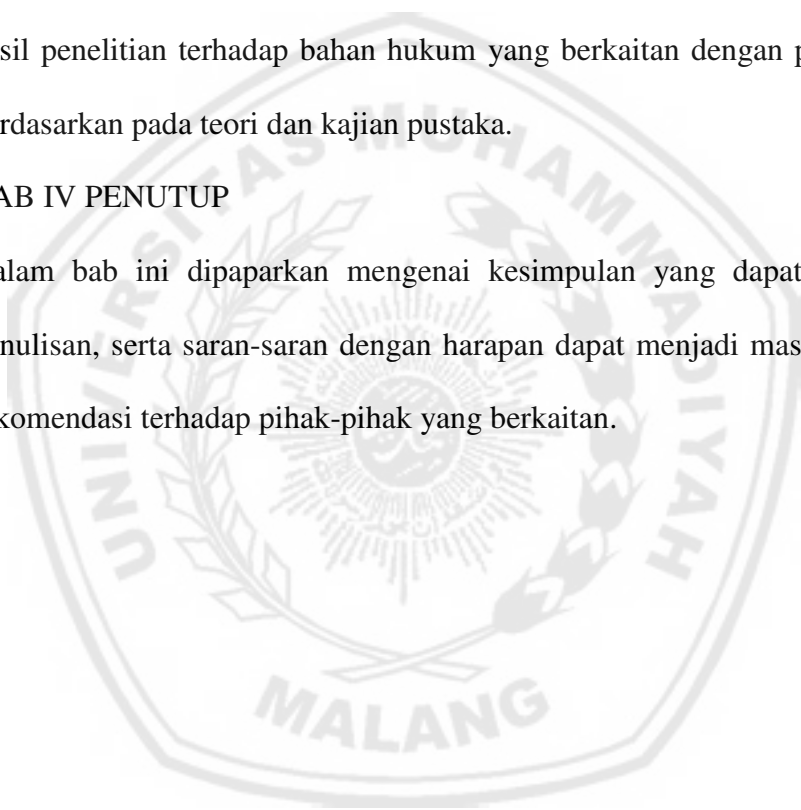 sil penelitian terhadap bahan hukum yang berkaitan dengan p
rdasarkan pada teori dan kajian pustaka.
AB IV PENUTUP
alam bab ini dipaparkan mengenai kesimpulan yang dapat
nulisan, serta saran-saran dengan harapan dapat menjadi mas
komendasi terhadap pihak-pihak yang berkaitan.
UNIVERSITAS MUHAMMADIYAH
MALANG